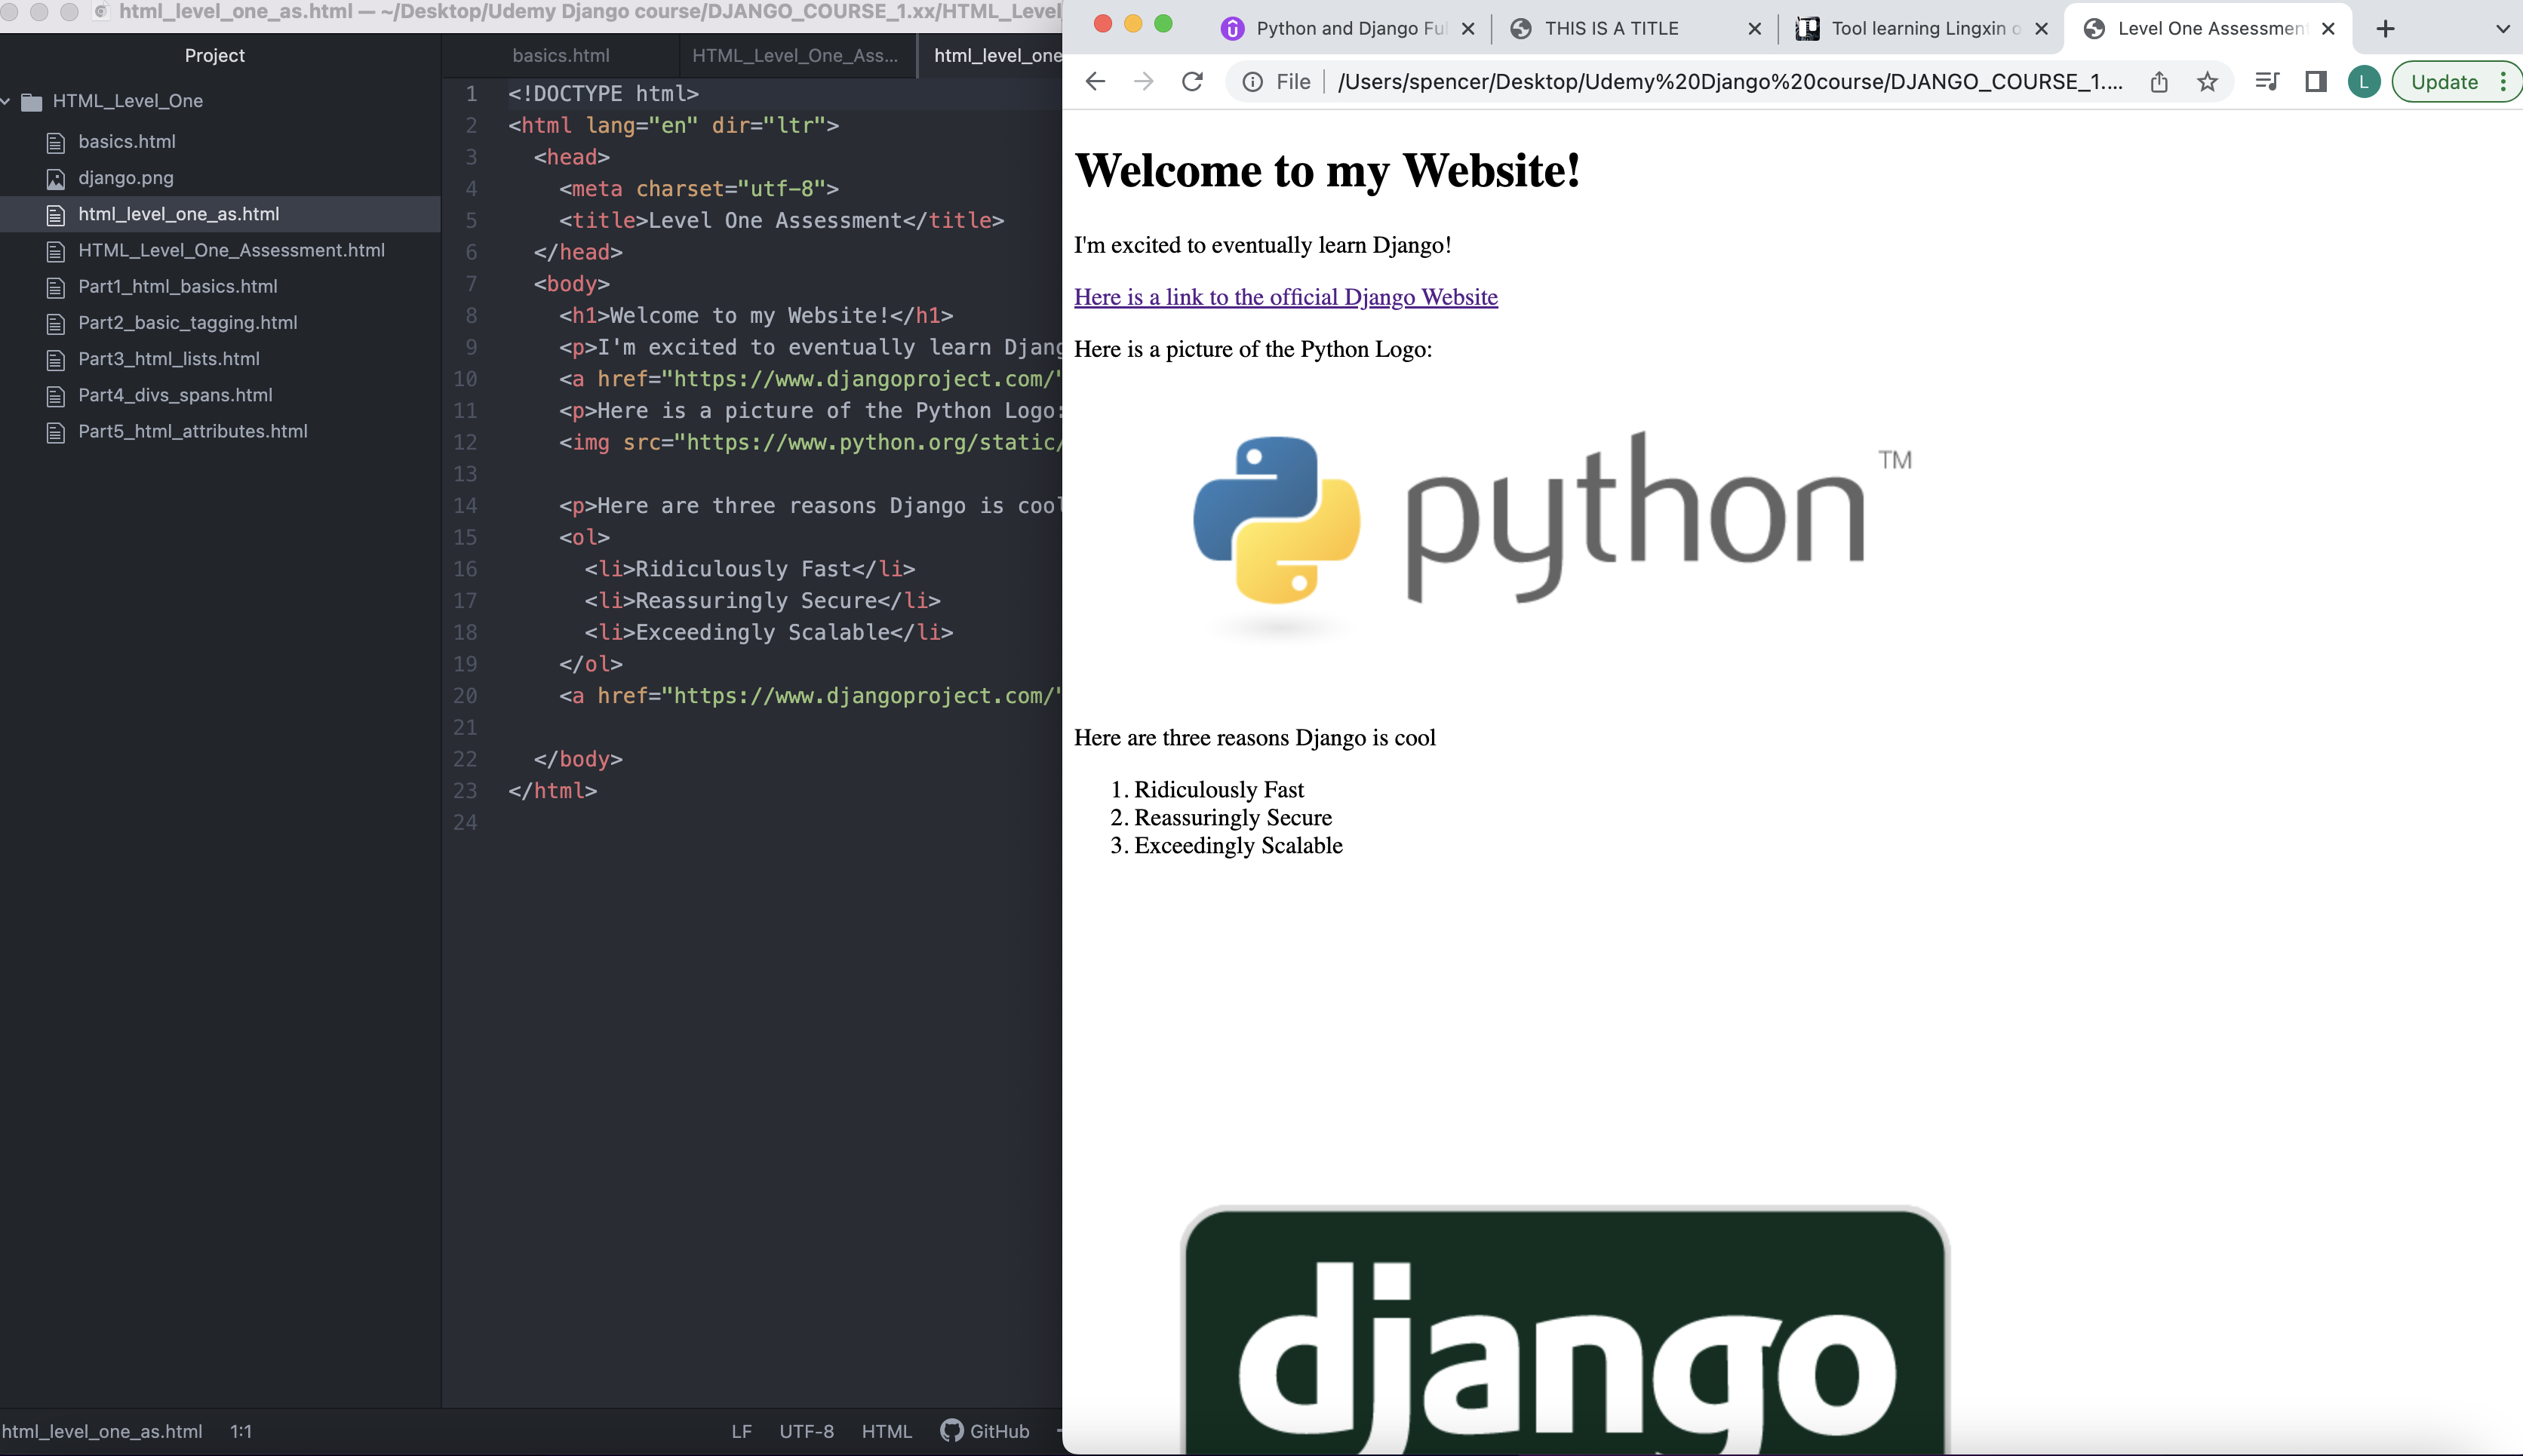 html_level_one_as.html — ~/Desktop/Udemy Django course/DJANGO_COURSE_1.xx/HTML_Level
Project
HTML_Level_One
basics.html
django.png
html_level_one_as.html
HTML_Level_One_Assessment.html
Part1_html_basics.html
Part2_basic_tagging.html
Part3_html_lists.html
Part4_divs_spans.html
Part5_html_attributes.html
basics.html
HTML_Level_One_Ass...
html_level_one
1 <!DOCTYPE html>
2 <html lang="en" dir="ltr">
3 <head>
4 <meta charset="utf-8">
5 <title>Level One Assessment</title>
6 </head>
7 <body>
8 <h1>Welcome to my Website!</h1>
9 <p>I'm excited to eventually learn Djang
10 <a href="https://www.djangoproject.com/"
11 <p>Here is a picture of the Python Logo:
12 <img src="https://www.python.org/static/
13
14 <p>Here are three reasons Django is cool
15 <ol>
16 <li>Ridiculously Fast</li>
17 <li>Reassuringly Secure</li>
18 <li>Exceedingly Scalable</li>
19 </ol>
20 <a href="https://www.djangoproject.com/"
21
22 </body>
23 </html>
24
html_level_one_as.html 1:1
LF UTF-8 HTML GitHub
Python and Django Ful
THIS IS A TITLE
Tool learning Lingxin o
Level One Assessment
File /Users/spencer/Desktop/Udemy%20Django%20course/DJANGO_COURSE_1....
L
Update
Welcome to my Website!
I'm excited to eventually learn Django!
Here is a link to the official Django Website
Here is a picture of the Python Logo:
python TM
Here are three reasons Django is cool
1. Ridiculously Fast
2. Reassuringly Secure
3. Exceedingly Scalable
django